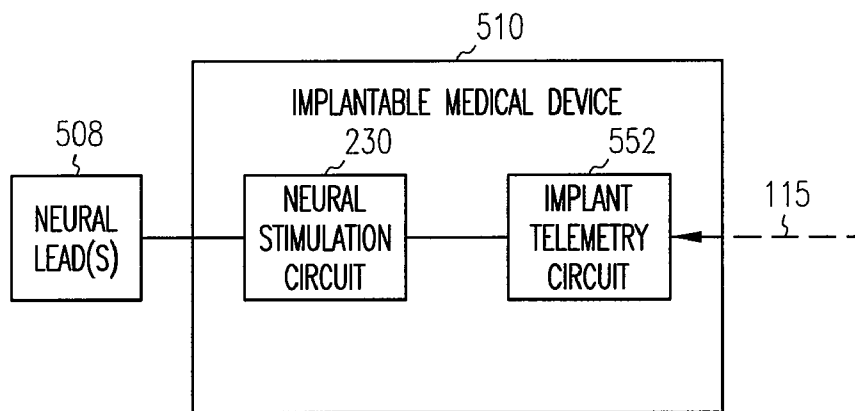 510
IMPLANTABLE MEDICAL DEVICE
508
230
552
115
NEURAL
LEAD(S)
NEURAL
STIMULATION
CIRCUIT
IMPLANT
TELEMETRY
CIRCUIT